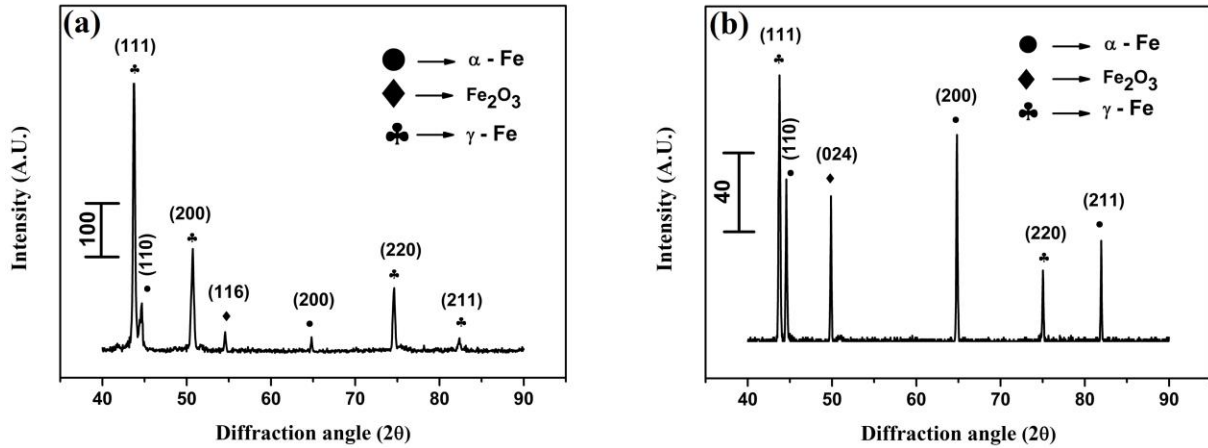 (a)
(111)
● → α - Fe
◆ → Fe2O3
♣ → γ - Fe
♣
(110)
●
(200)
♣
(116)
◆
(200)
●
(220)
♣
(211)
♣
100
Intensity (A.U.)
40 50 60 70 80 90
Diffraction angle (2θ)
(b)
(111)
● → α - Fe
◆ → Fe2O3
♣ → γ - Fe
♣
(110)
●
(024)
◆
(200)
●
(220)
♣
(211)
●
40
Intensity (A.U.)
40 50 60 70 80 90
Diffraction angle (2θ)